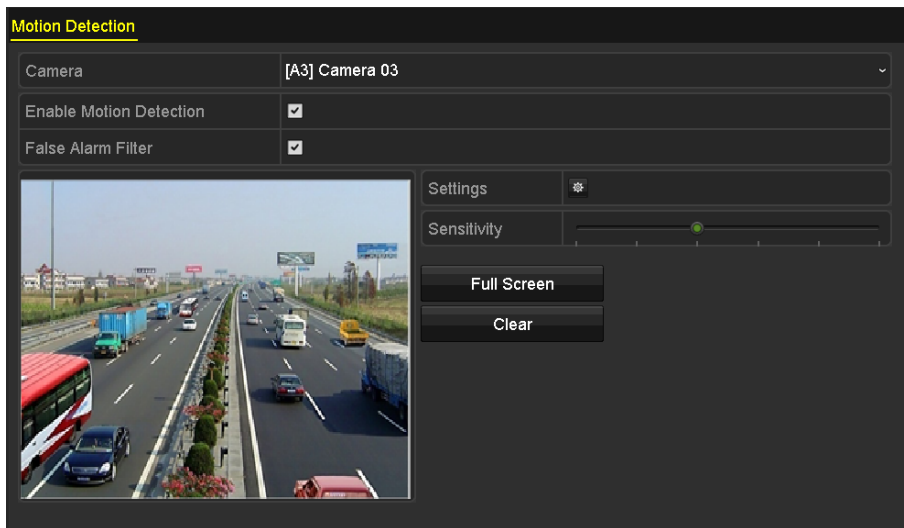 Motion Detection
Camera
[A3] Camera 03
Enable Motion Detection
False Alarm Filter
Settings
Sensitivity
Full Screen
Clear